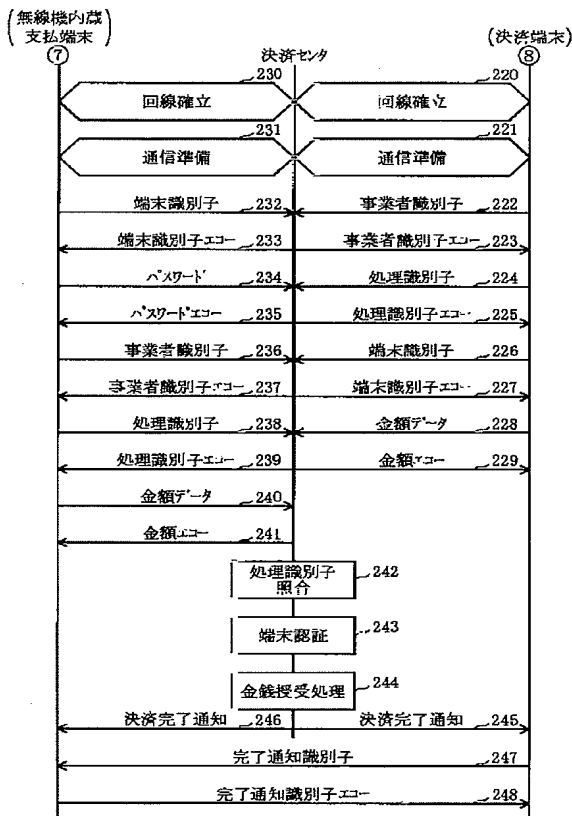 (無線機内蔵
支払端末)
⑦
決済センタ
(決済端末)
⑧
230
220
回線確立
回線確立
231
221
通信準備
通信準備
端末識別子 232
事業者識別子 222
端末識別子エコー 233
事業者識別子エコー 223
パスワード 234
処理識別子 224
パスワードエコー 235
処理識別子エコー 225
事業者識別子 236
端末識別子 226
事業者識別子エコー 237
端末識別子エコー 227
処理識別子 238
金額データ 228
処理識別子エコー 239
金額エコー 229
金額データ 240
金額エコー 241
処理識別子
照合
242
端末認証
243
金銭授受処理
244
決済完了通知 246
決済完了通知 245
完了通知識別子 247
完了通知識別子エコー 248